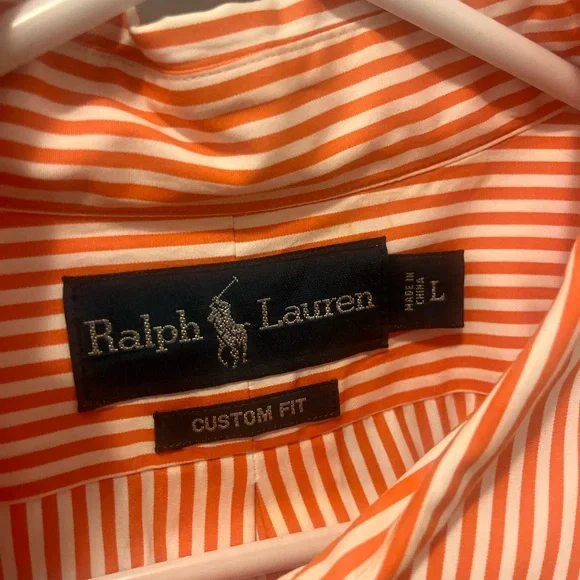 Ralph Lauren
MADE IN
CHINA
L
CUSTOM FIT